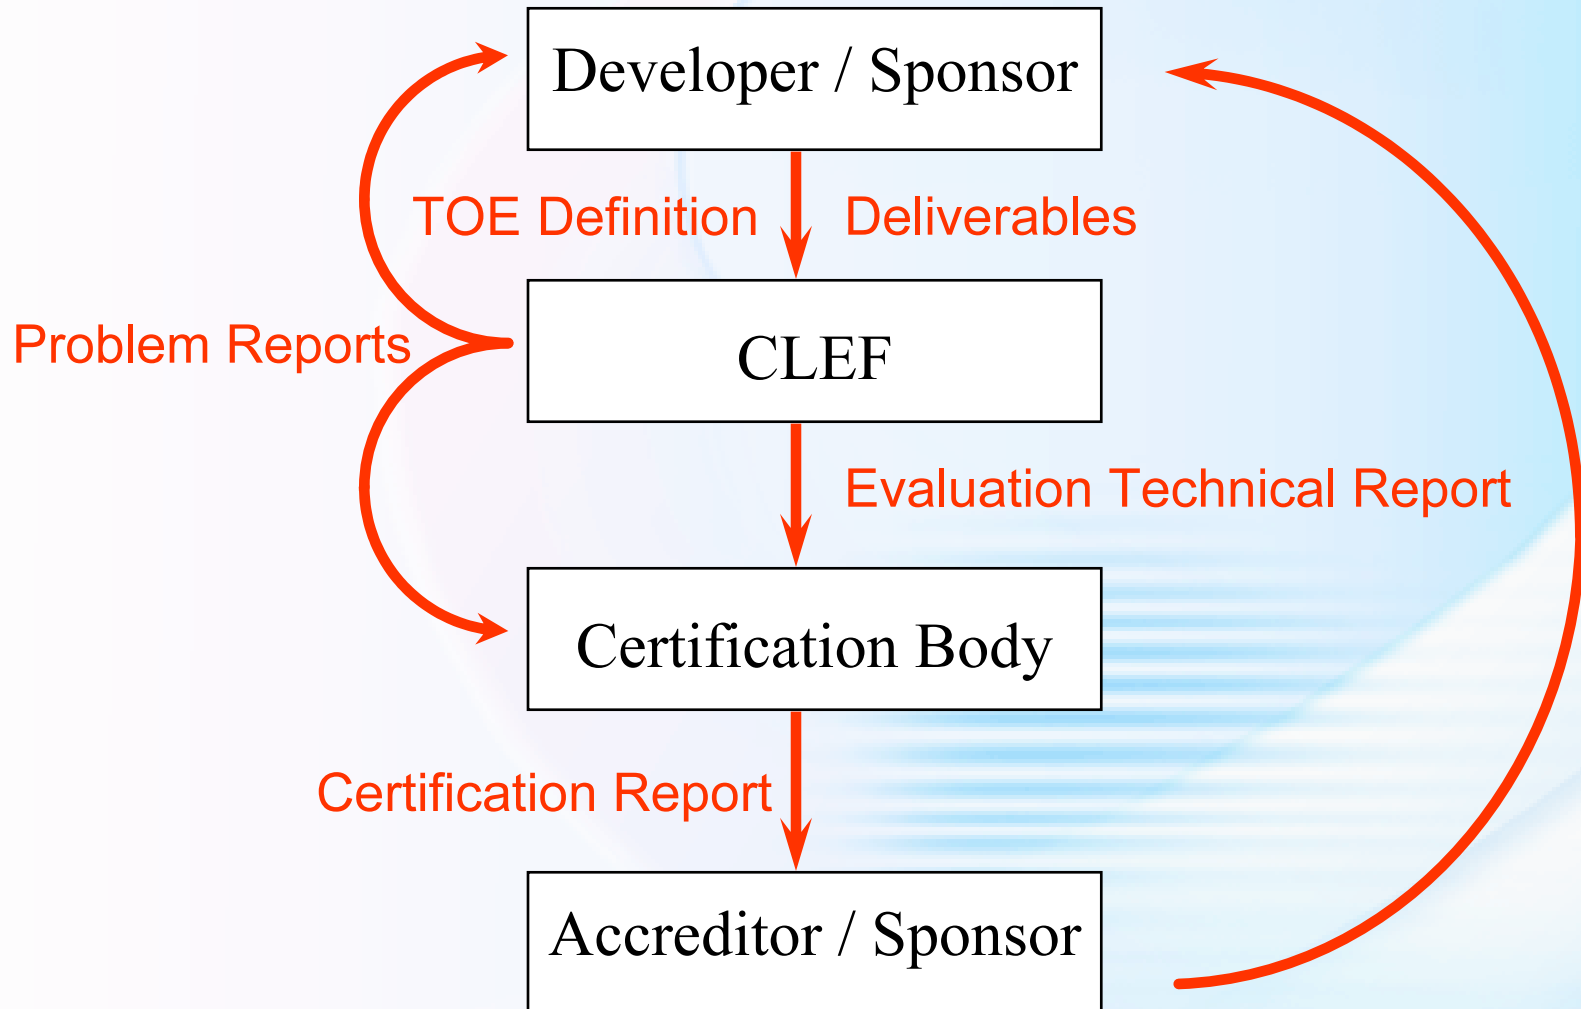 Developer / Sponsor
TOE Definition
Deliverables
Problem Reports
CLEF
Evaluation Technical Report
Certification Body
Certification Report
Accreditor / Sponsor